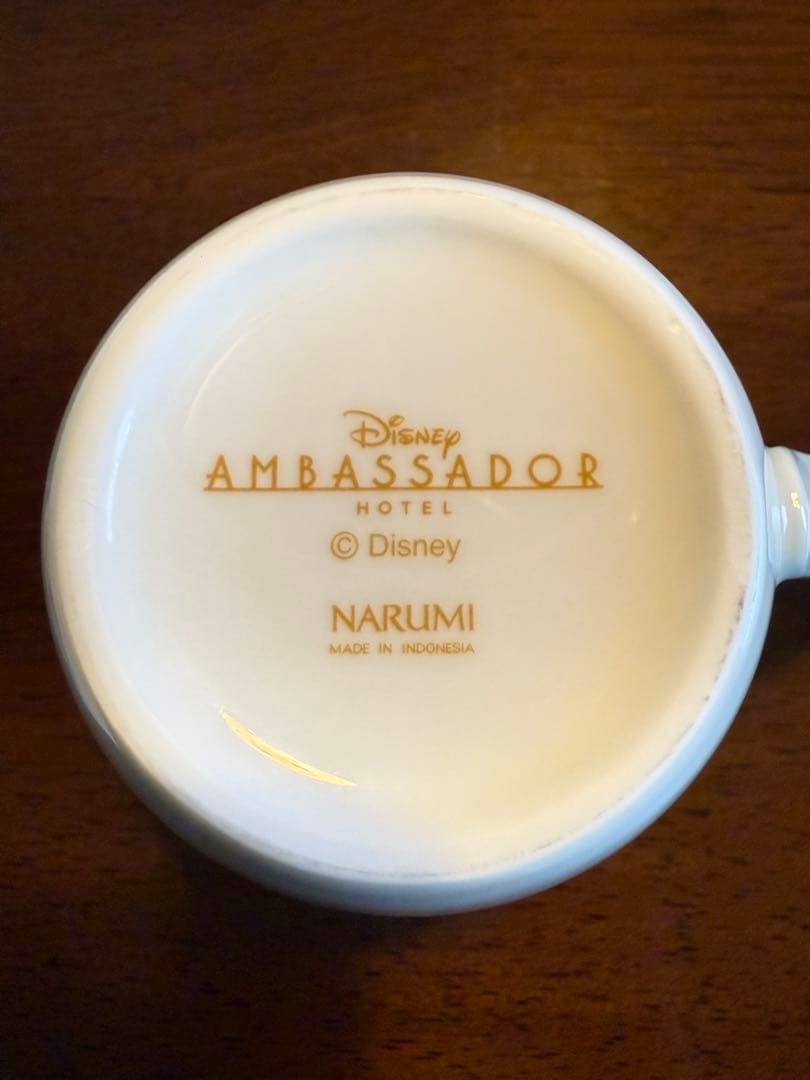 Disney
AMBASSADOR
HOTEL
© Disney
NARUMI
MADE IN INDONESIA